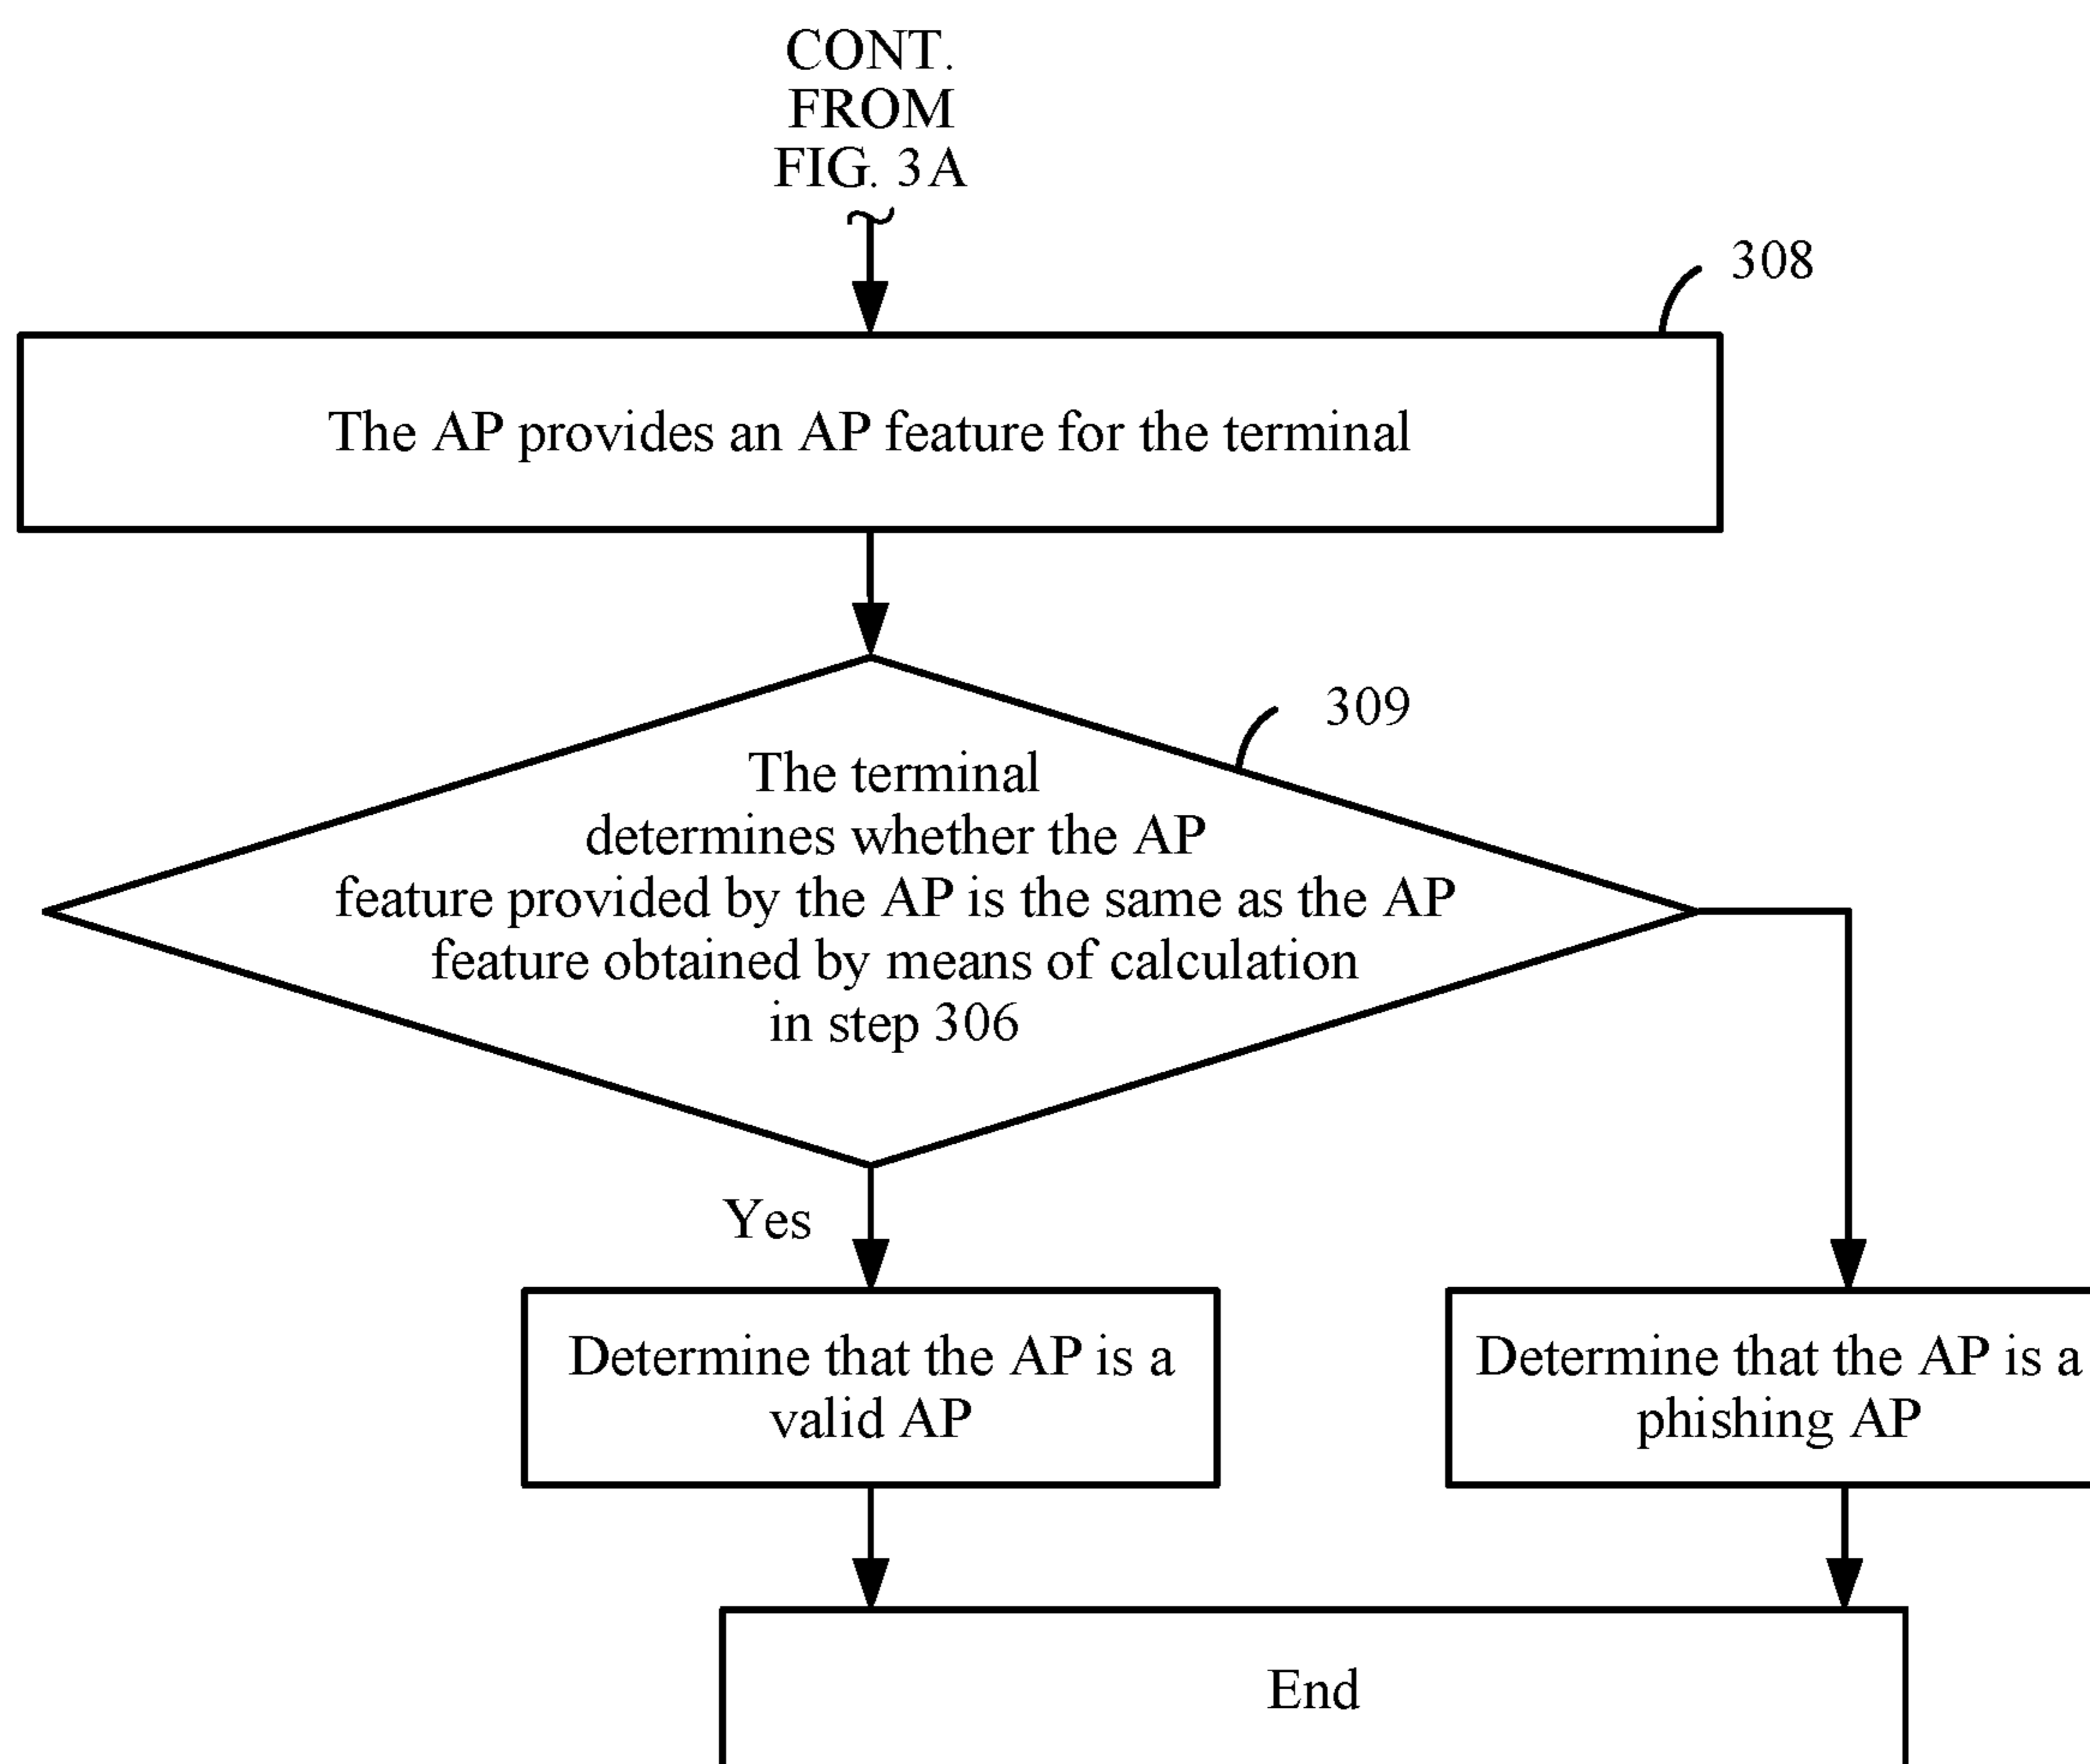 CONT.
FROM
FIG. 3A
308
The AP provides an AP feature for the terminal
309
The terminal
determines whether the AP
feature provided by the AP is the same as the AP
feature obtained by means of calculation
in step 306
Yes
Determine that the AP is a
valid AP
Determine that the AP is a
phishing AP
End